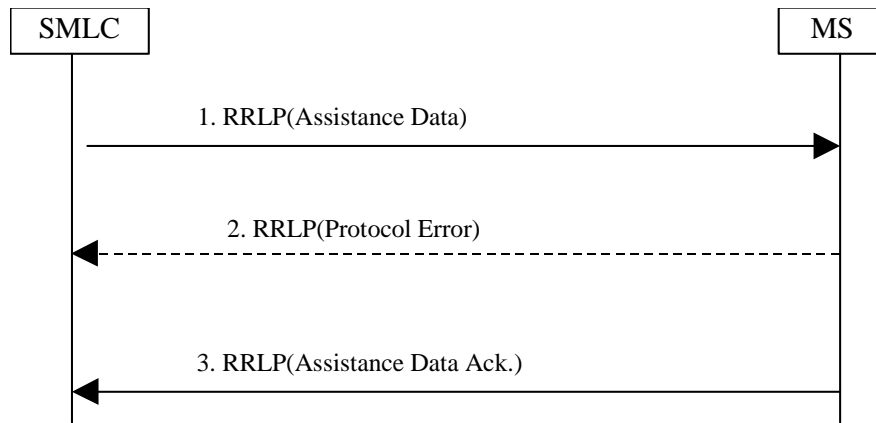 SMLC
MS
1. RRLP(Assistance Data)
2. RRLP(Protocol Error)
3. RRLP(Assistance Data Ack.)